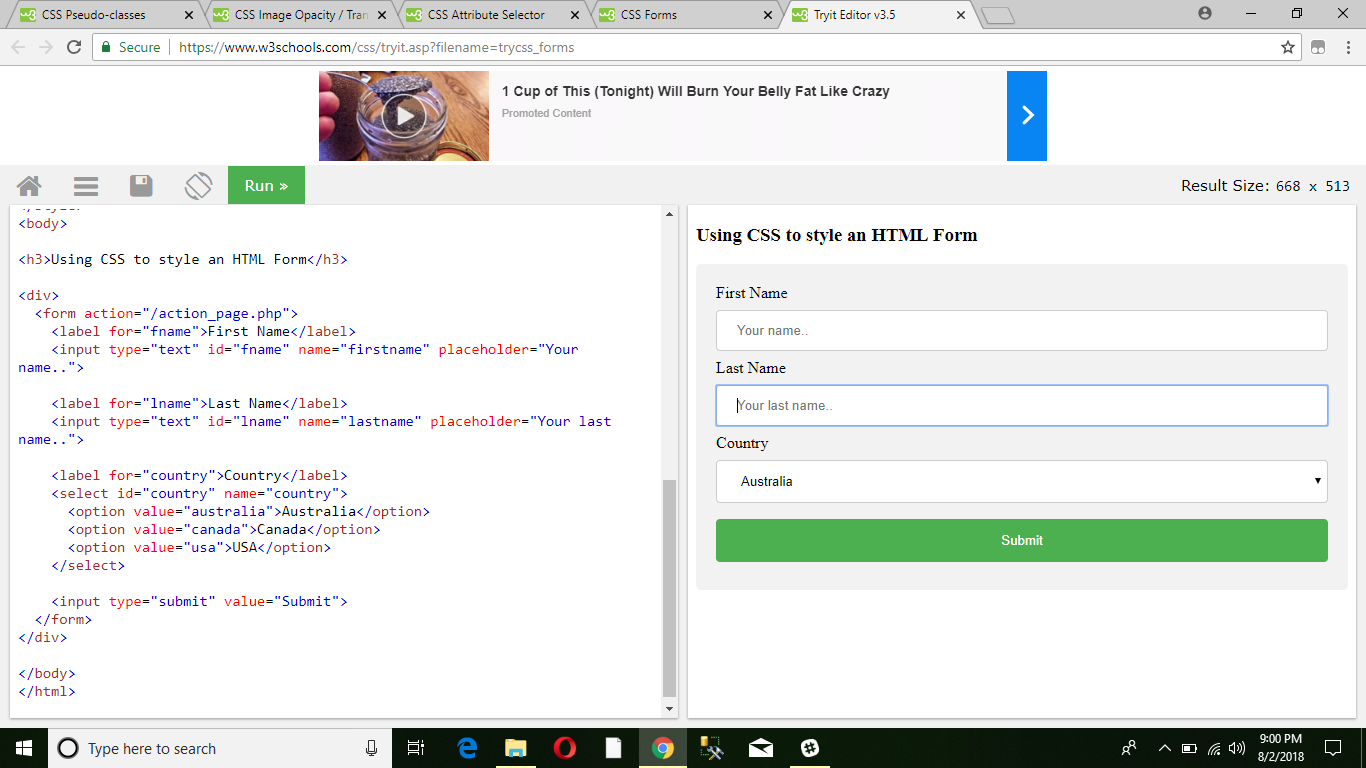 CSS Pseudo-classes
CSS Image Opacity / Tran
CSS Attribute Selector
CSS Forms
Tryit Editor v3.5
Secure
https://www.w3schools.com/css/tryit.asp?filename=trycss_forms
1 Cup of This (Tonight) Will Burn Your Belly Fat Like Crazy
Promoted Content
Run »
Result Size: 668 x 513
</style>
<body>
<h3>Using CSS to style an HTML Form</h3>
<div>
<form action="/action_page.php">
<label for="fname">First Name</label>
<input type="text" id="fname" name="firstname" placeholder="Your
name..">
<label for="lname">Last Name</label>
<input type="text" id="lname" name="lastname" placeholder="Your last
name..">
<label for="country">Country</label>
<select id="country" name="country">
<option value="australia">Australia</option>
<option value="canada">Canada</option>
<option value="usa">USA</option>
</select>
<input type="submit" value="Submit">
</form>
</div>
</body>
</html>
Using CSS to style an HTML Form
First Name
Your name..
Last Name
Your last name..
Country
Australia
Submit
Type here to search
9:00 PM
8/2/2018